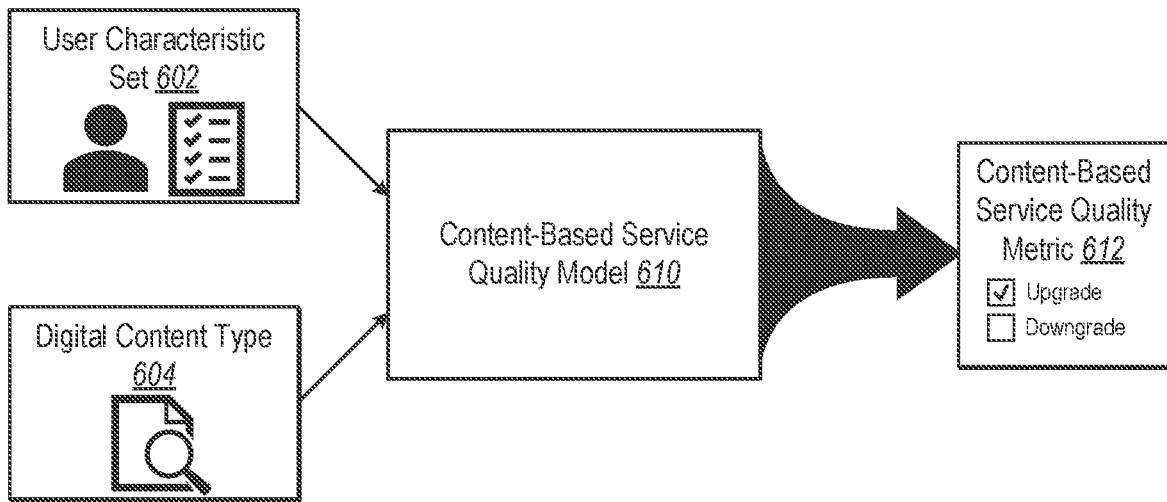 User Characteristic
Set 602
Digital Content Type
604
Content-Based Service
Quality Model 610
Content-Based
Service Quality
Metric 612
Upgrade
Downgrade